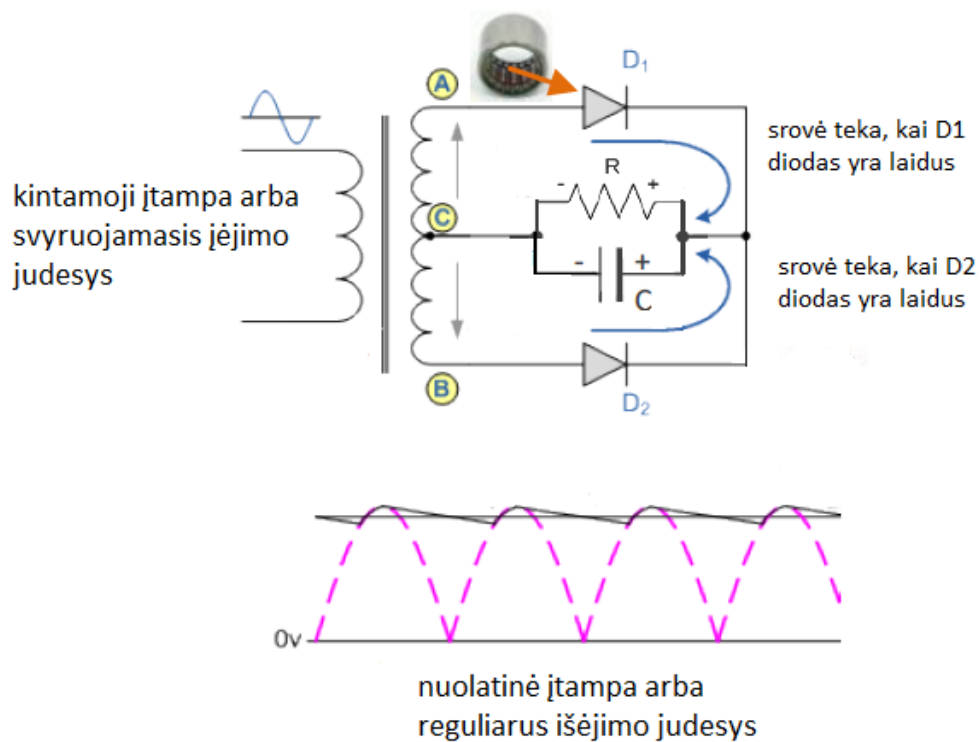 A
D1
srovė teka, kai D1
diodas yra laidus
R
- +
kintamoji įtampa arba
svyruojamasis įėjimo
judesys
C
- +
C
srovė teka, kai D2
diodas yra laidus
B
D2
0v
nuolatinė įtampa arba
reguliarus išėjimo judesys